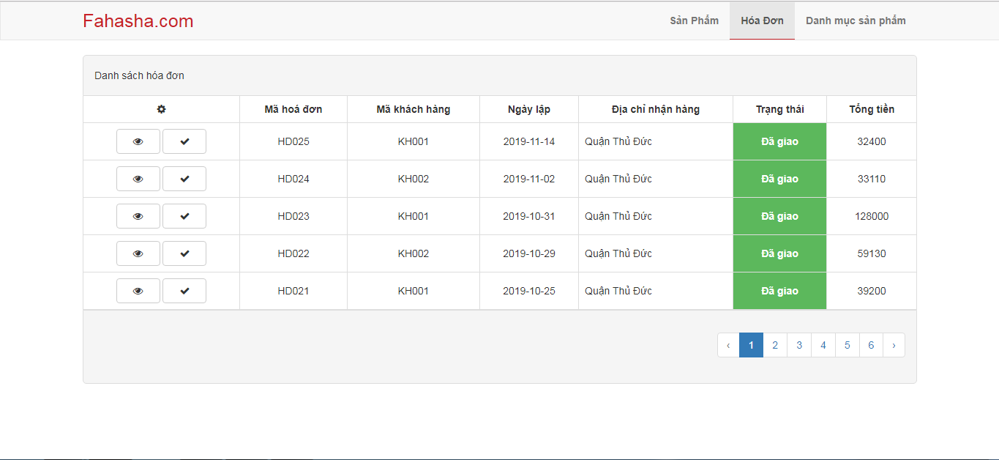 Fahasha.com Sản Phẩm Hóa Đơn Danh mục sản phẩm
Danh sách hóa đơn
Mã hoá đơn Mã khách hàng Ngày lập Địa chỉ nhận hàng Trạng thái Tổng tiền
HD025 KH001 2019-11-14 Quận Thủ Đức Đã giao 32400
HD024 KH002 2019-11-02 Quận Thủ Đức Đã giao 33110
HD023 KH001 2019-10-31 Quận Thủ Đức Đã giao 128000
HD022 KH002 2019-10-29 Quận Thủ Đức Đã giao 59130
HD021 KH001 2019-10-25 Quận Thủ Đức Đã giao 39200
‹ 1 2 3 4 5 6 ›